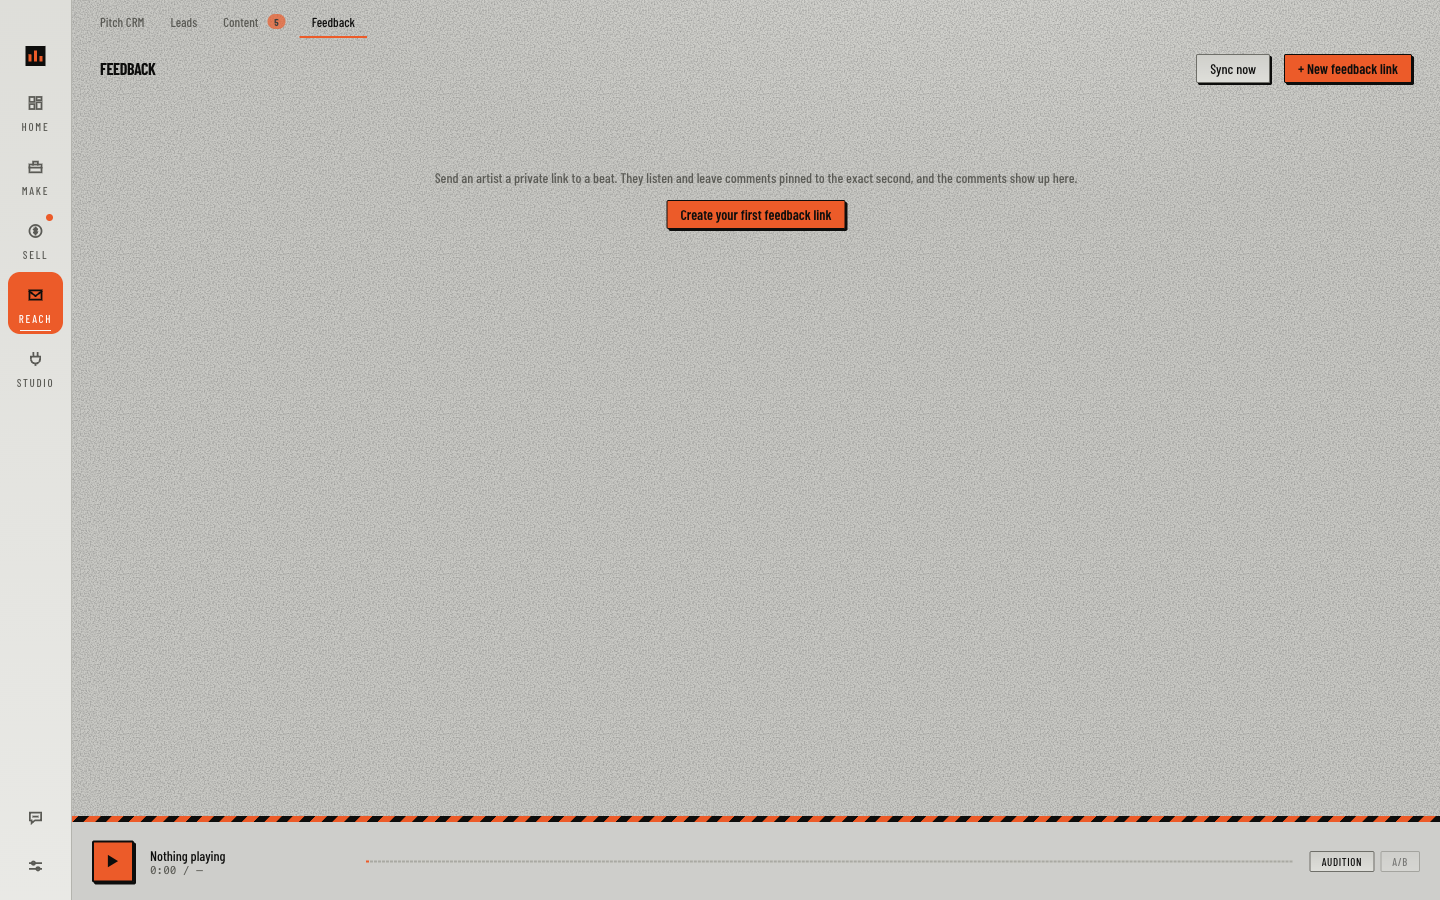 Pitch CRM
Leads
Content 5
Feedback
FEEDBACK
Sync now
+ New feedback link
HOME
MAKE
SELL
REACH
STUDIO
Send an artist a private link to a beat. They listen and leave comments pinned to the exact second, and the comments show up here.
Create your first feedback link
Nothing playing
0:00 / —
AUDITION
A/B